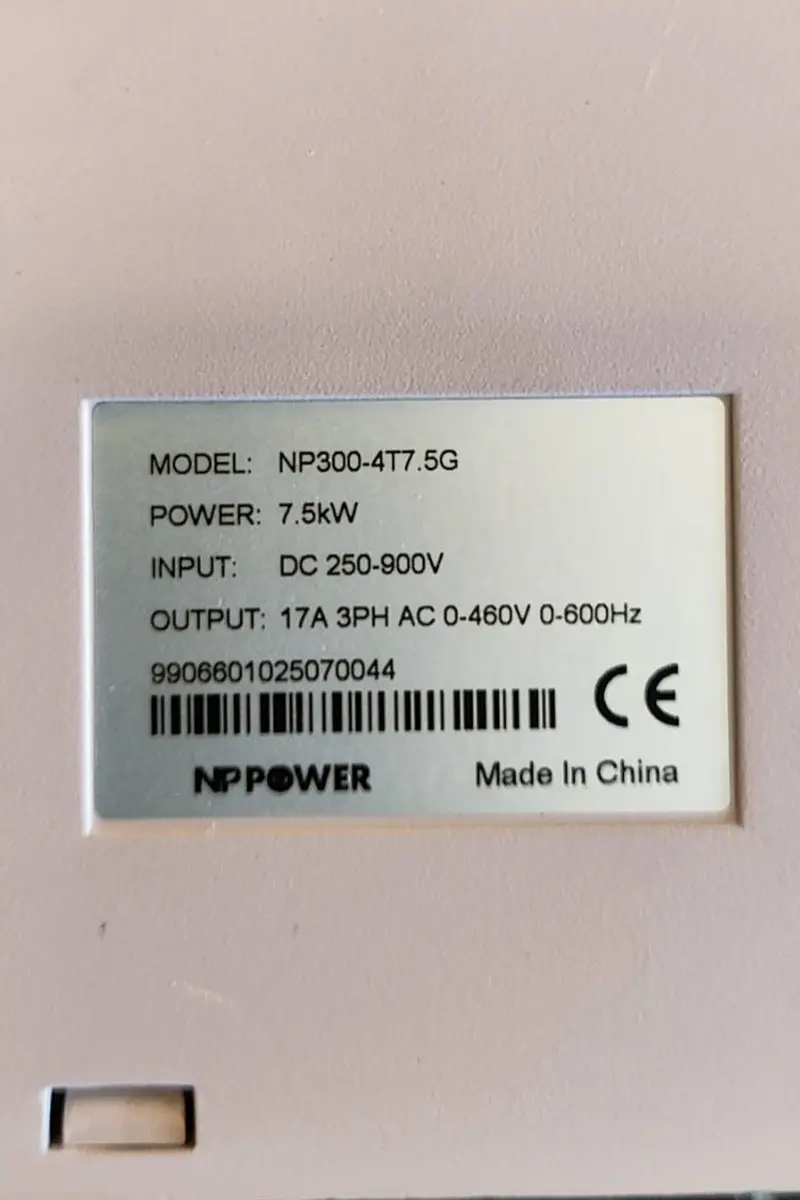 MODEL: NP300-4T7.5G
POWER: 7.5kW
INPUT: DC 250-900V
OUTPUT: 17A 3PH AC 0-460V 0-600Hz
9906601025070044
CE
NPPOWER Made In China